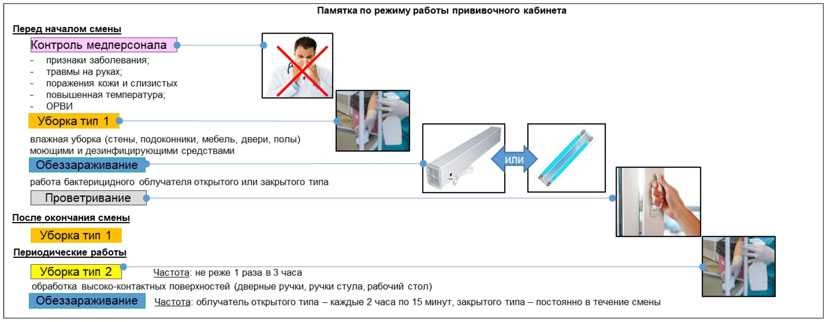 Памятка по режиму работы прививочного кабинета
Перед началом смены
Контроль медперсонала
- признаки заболевания;
- травмы на руках;
- поражения кожи и слизистых
- повышенная температура;
- ОРВИ
Уборка тип 1
влажная уборка (стены, подоконники, мебель, двери, полы)
моющими и дезинфицирующими средствами
Обеззараживание
или
работа бактерицидного облучателя открытого или закрытого типа
Проветривание
После окончания смены
Уборка тип 1
Периодические работы
Уборка тип 2 Частота: не реже 1 раза в 3 часа
обработка высоко-контактных поверхностей (дверные ручки, ручки стула, рабочий стол)
Обеззараживание Частота: облучатель открытого типа – каждые 2 часа по 15 минут, закрытого типа – постоянно в течение смены